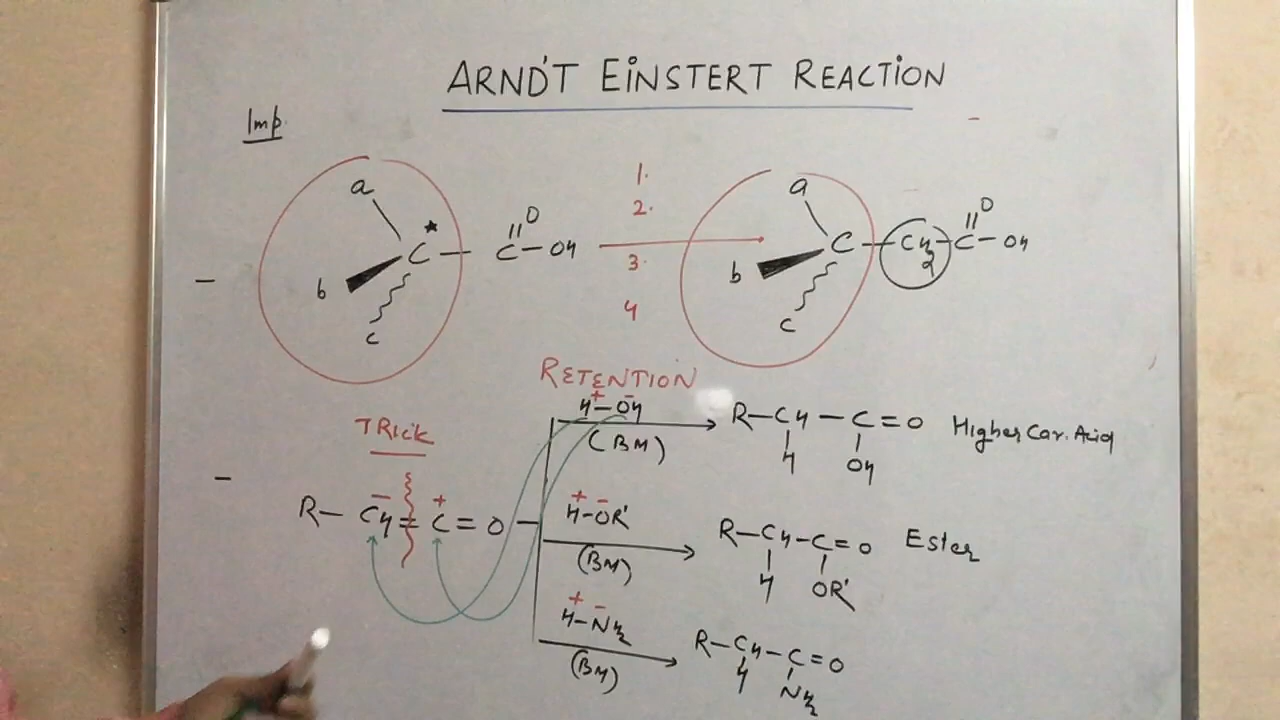 ARND'T EINSTERT REACTION
Imp.
a
b
C*
c
— C — OH
O
1.
2.
3.
4
a
b
C — CH2 — C — OH
c
O
RETENTION
TRICK
R — CH = C = O
− +
H — OH
+ −
(BM)
R — CH — C = O Higher Car. Acid
H OH
H — OR'
+ −
(BM)
R — CH — C = O Ester
H OR'
H — NH2
+ −
(BM)
R — CH — C = O
H NH2